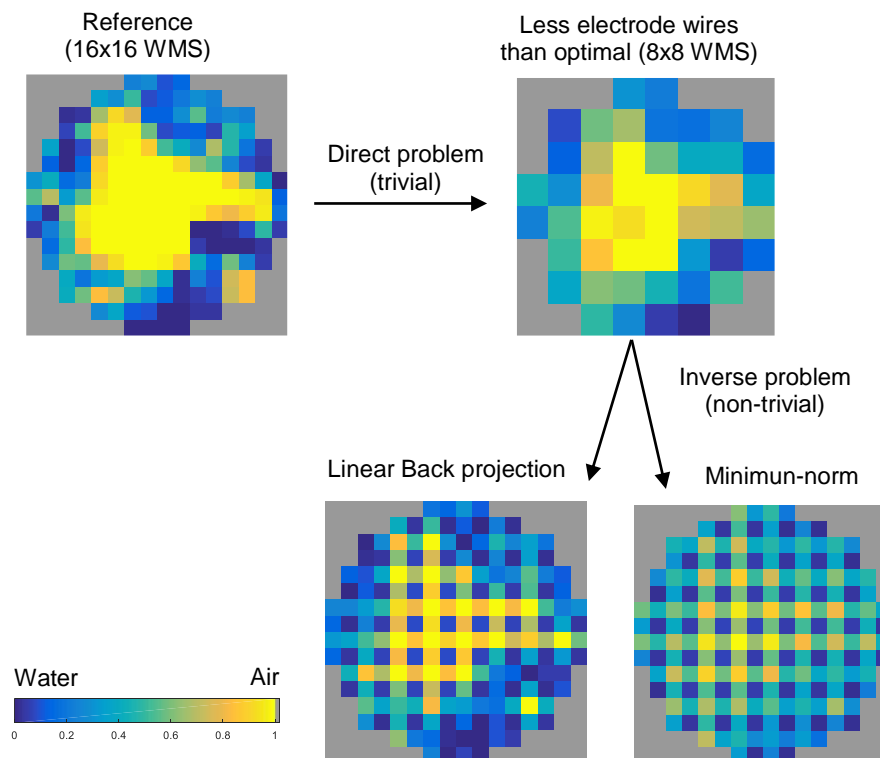 Reference
(16x16 WMS)
Less electrode wires
than optimal (8x8 WMS)
Direct problem
(trivial)
Inverse problem
(non-trivial)
Linear Back projection
Minimun-norm
Water
Air
0
0.2
0.4
0.6
0.8
1